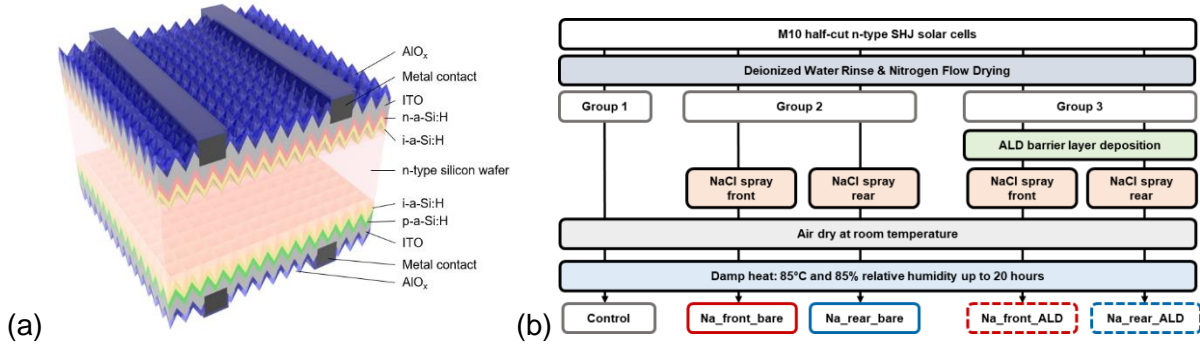 AlOₓ
Metal contact
ITO
n-a-Si:H
i-a-Si:H
n-type silicon wafer
i-a-Si:H
p-a-Si:H
ITO
Metal contact
AlOₓ
(a)
M10 half-cut n-type SHJ solar cells
Deionized Water Rinse & Nitrogen Flow Drying
Group 1
Group 2
Group 3
ALD barrier layer deposition
NaCl spray
front
NaCl spray
rear
NaCl spray
front
NaCl spray
rear
Air dry at room temperature
Damp heat: 85°C and 85% relative humidity up to 20 hours
Control
Na_front_bare
Na_rear_bare
Na_front_ALD
Na_rear_ALD
(b)